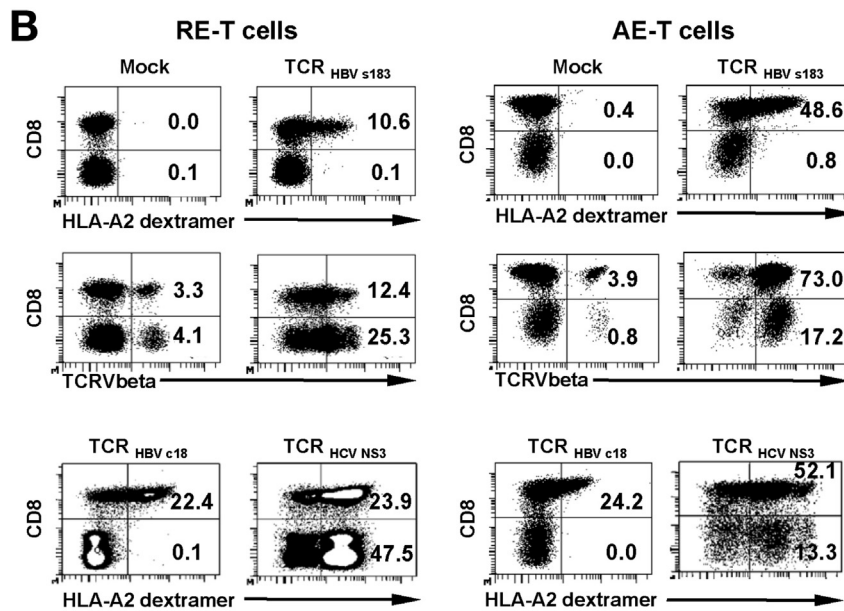 B
RE-T cells AE-T cells
Mock TCR HBV s183 Mock TCR HBV s183
CD8 0.0 10.6 CD8 0.4 48.6
0.1 0.1 0.0 0.8
HLA-A2 dextramer HLA-A2 dextramer
CD8 3.3 12.4 CD8 3.9 73.0
4.1 25.3 0.8 17.2
TCRVbeta TCRVbeta
TCR HBV c18 TCR HCV NS3 TCR HBV c18 TCR HCV NS3
CD8 22.4 23.9 CD8 24.2 52.1
0.1 47.5 0.0 13.3
HLA-A2 dextramer HLA-A2 dextramer